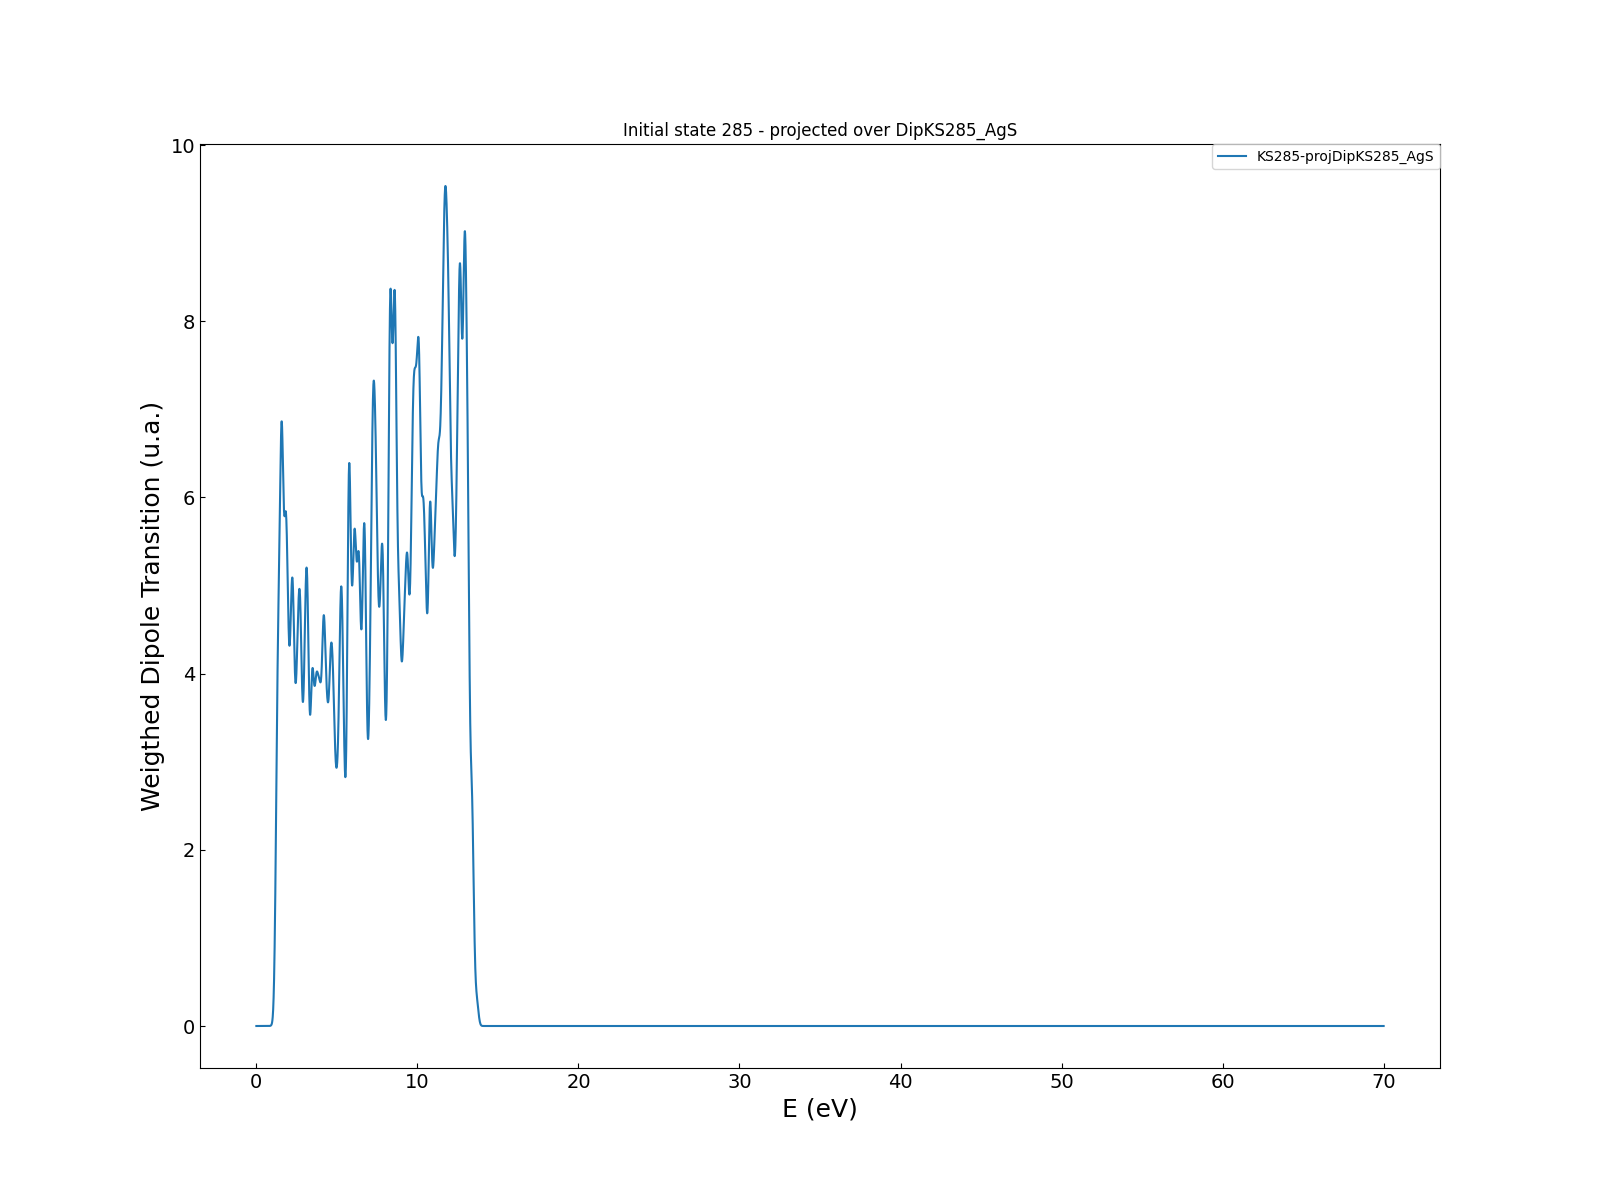 Initial state 285 - projected over DipKS285_AgS
KS285-projDipKS285_AgS
Weigthed Dipole Transition (u.a.)
10
8
6
4
2
0
0 10 20 30 40 50 60 70
E (eV)